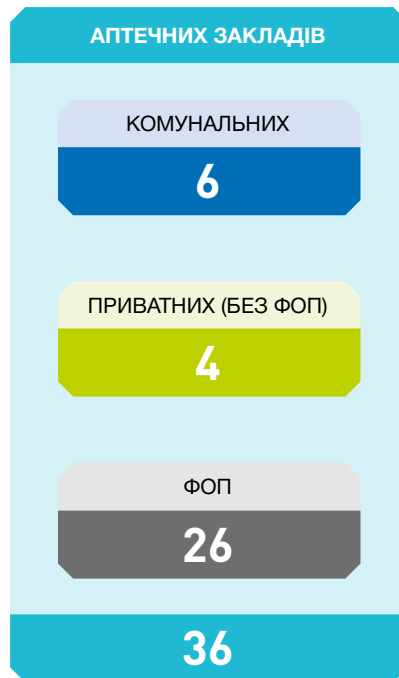 АПТЕЧНИХ ЗАКЛАДІВ
КОМУНАЛЬНИХ
6
ПРИВАТНИХ (БЕЗ ФОП)
4
ФОП
26
36